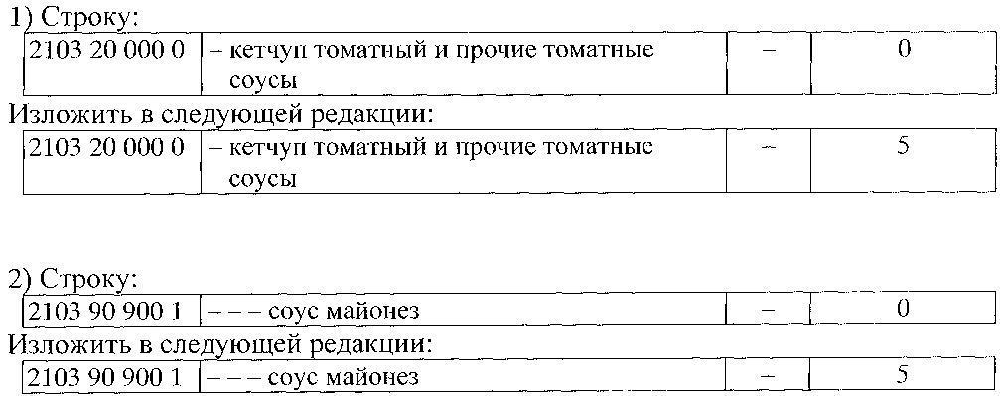 1) Строку:
2103 20 000 0 – кетчуп томатный и прочие томатные – 0
соусы
Изложить в следующей редакции:
2103 20 000 0 – кетчуп томатный и прочие томатные – 5
соусы
2) Строку:
2103 90 900 1 – – – соус майонез – 0
Изложить в следующей редакции:
2103 90 900 1 – – – соус майонез – 5